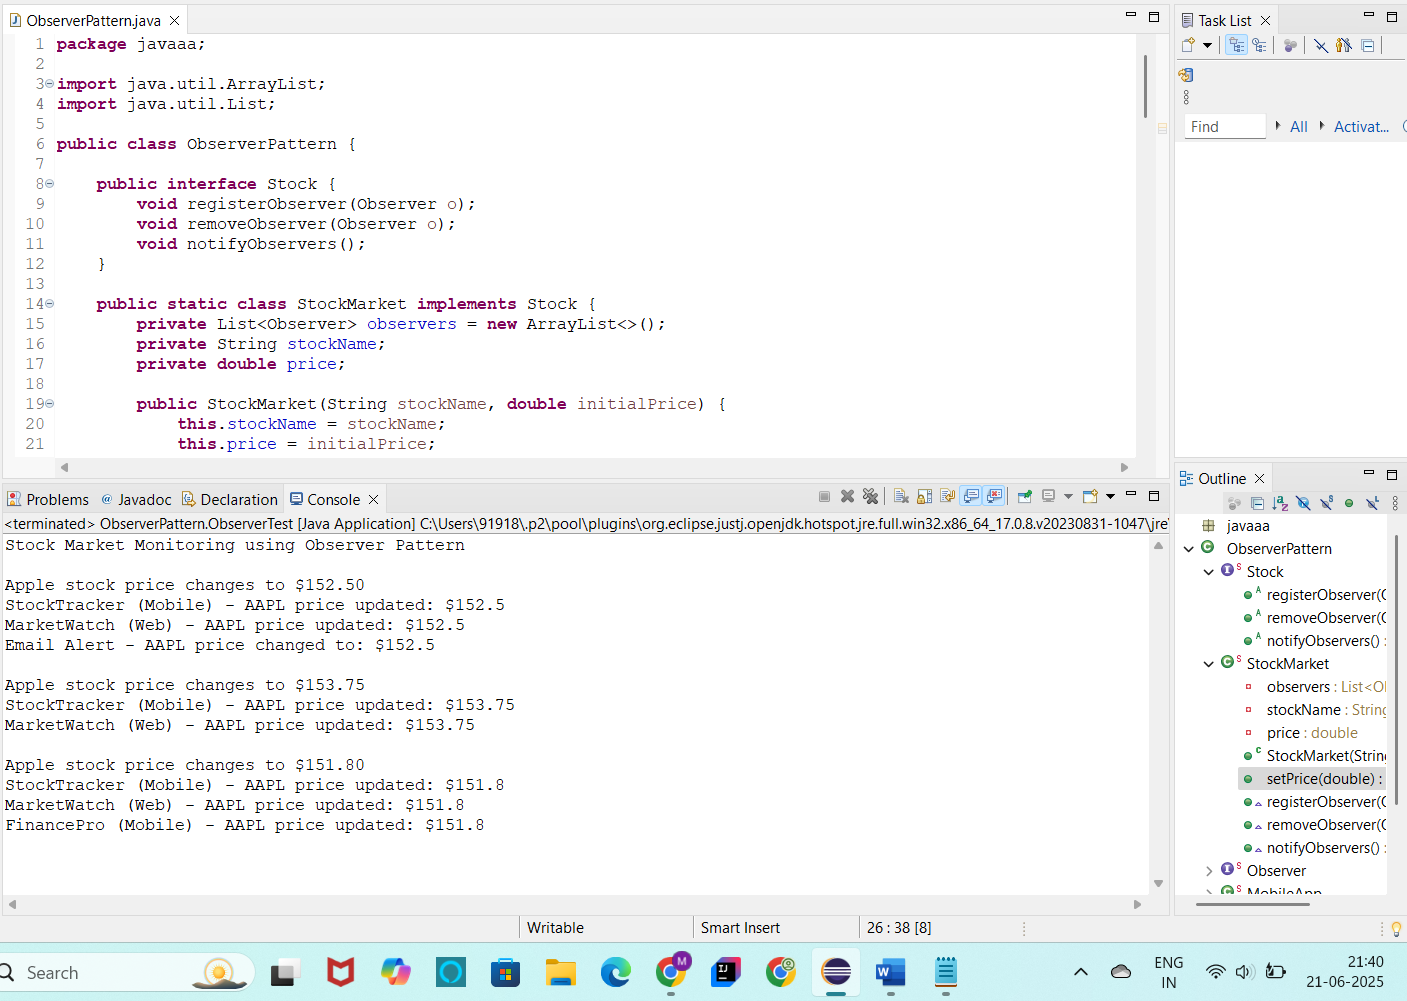 ObserverPattern.java
1 package javaaa;
2
3 import java.util.ArrayList;
4 import java.util.List;
5
6 public class ObserverPattern {
7
8 public interface Stock {
9 void registerObserver(Observer o);
10 void removeObserver(Observer o);
11 void notifyObservers();
12 }
13
14 public static class StockMarket implements Stock {
15 private List<Observer> observers = new ArrayList<>();
16 private String stockName;
17 private double price;
18
19 public StockMarket(String stockName, double initialPrice) {
20 this.stockName = stockName;
21 this.price = initialPrice;
Task List
Find All Activat...
Problems Javadoc Declaration Console
<terminated> ObserverPattern.ObserverTest [Java Application] C:\Users\91918\.p2\pool\plugins\org.eclipse.justj.openjdk.hotspot.jre.full.win32.x86_64_17.0.8.v20230831-1047\jre\
Stock Market Monitoring using Observer Pattern
Apple stock price changes to $152.50
StockTracker (Mobile) - AAPL price updated: $152.5
MarketWatch (Web) - AAPL price updated: $152.5
Email Alert - AAPL price changed to: $152.5
Apple stock price changes to $153.75
StockTracker (Mobile) - AAPL price updated: $153.75
MarketWatch (Web) - AAPL price updated: $153.75
Apple stock price changes to $151.80
StockTracker (Mobile) - AAPL price updated: $151.8
MarketWatch (Web) - AAPL price updated: $151.8
FinancePro (Mobile) - AAPL price updated: $151.8
Outline
javaaa
ObserverPattern
Stock
registerObserver(
removeObserver(
notifyObservers() :
StockMarket
observers : List<O
stockName : String
price : double
StockMarket(Strin
setPrice(double) :
registerObserver(
removeObserver(
notifyObservers() :
Observer
MobileApp
Writable Smart Insert 26 : 38 [8]
Search
ENG
IN
21:40
21-06-2025